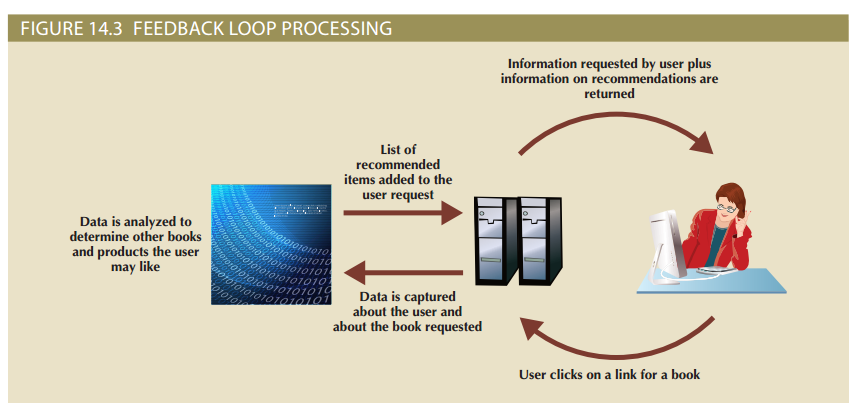 FIGURE 14.3 FEEDBACK LOOP PROCESSING
Information requested by user plus
information on recommendations are
returned
List of
recommended
items added to the
user request
Data is analyzed to
determine other books
and products the user
may like
Data is captured
about the user and
about the book requested
User clicks on a link for a book